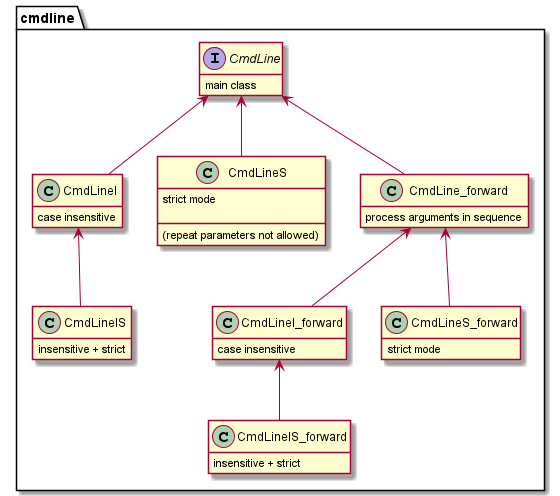 cmdline
I CmdLine
main class
C CmdLineI
case insensitive
C CmdLineS
strict mode
(repeat parameters not allowed)
C CmdLine_forward
process arguments in sequence
C CmdLineIS
insensitive + strict
C CmdLineI_forward
case insensitive
C CmdLineS_forward
strict mode
C CmdLineIS_forward
insensitive + strict